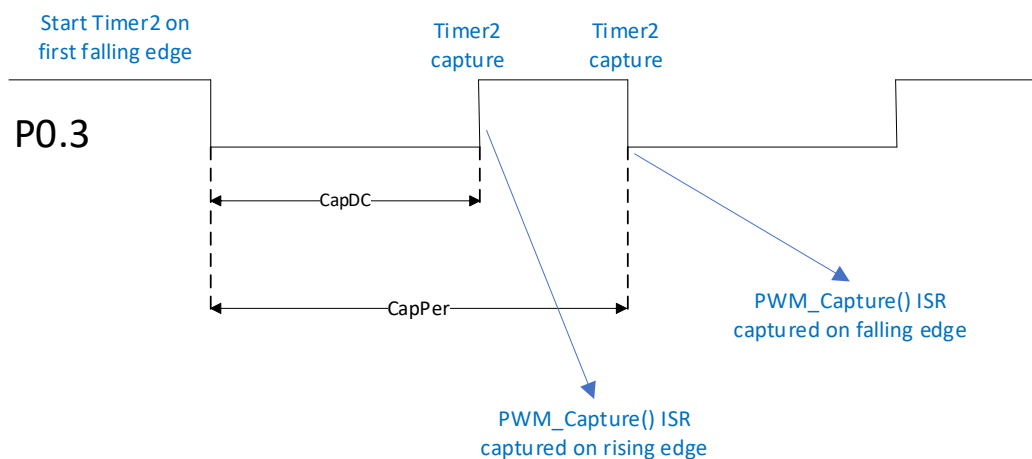 Start Timer2 on
first falling edge
Timer2
capture
Timer2
capture
P0.3
CapDC
CapPer
PWM_Capture() ISR
captured on falling edge
PWM_Capture() ISR
captured on rising edge